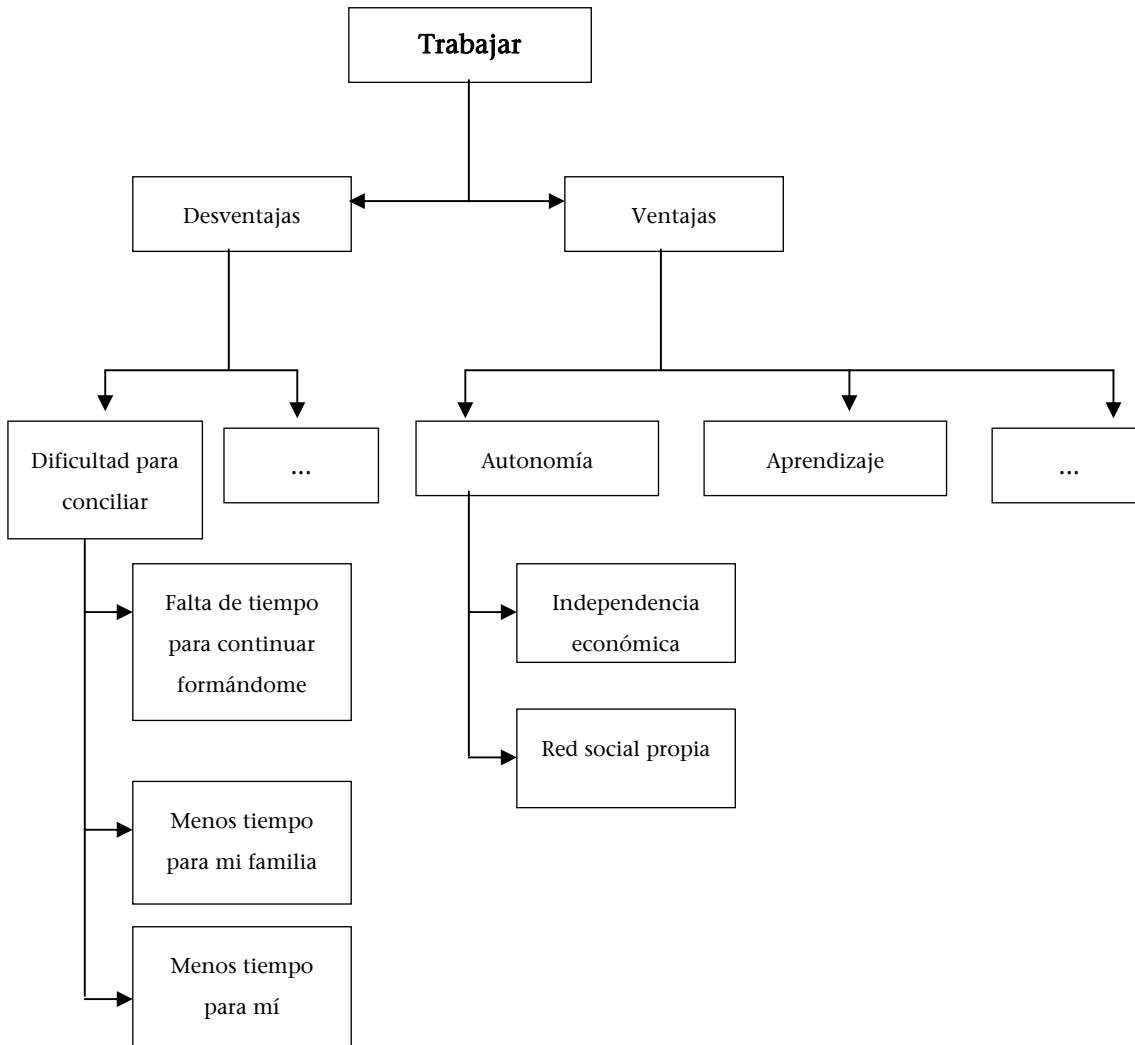 Trabajar
Desventajas
Ventajas
Dificultad para
conciliar
...
Autonomía
Aprendizaje
...
Falta de tiempo
para continuar
formándome
Menos tiempo
para mi familia
Menos tiempo
para mí
Independencia
económica
Red social propia